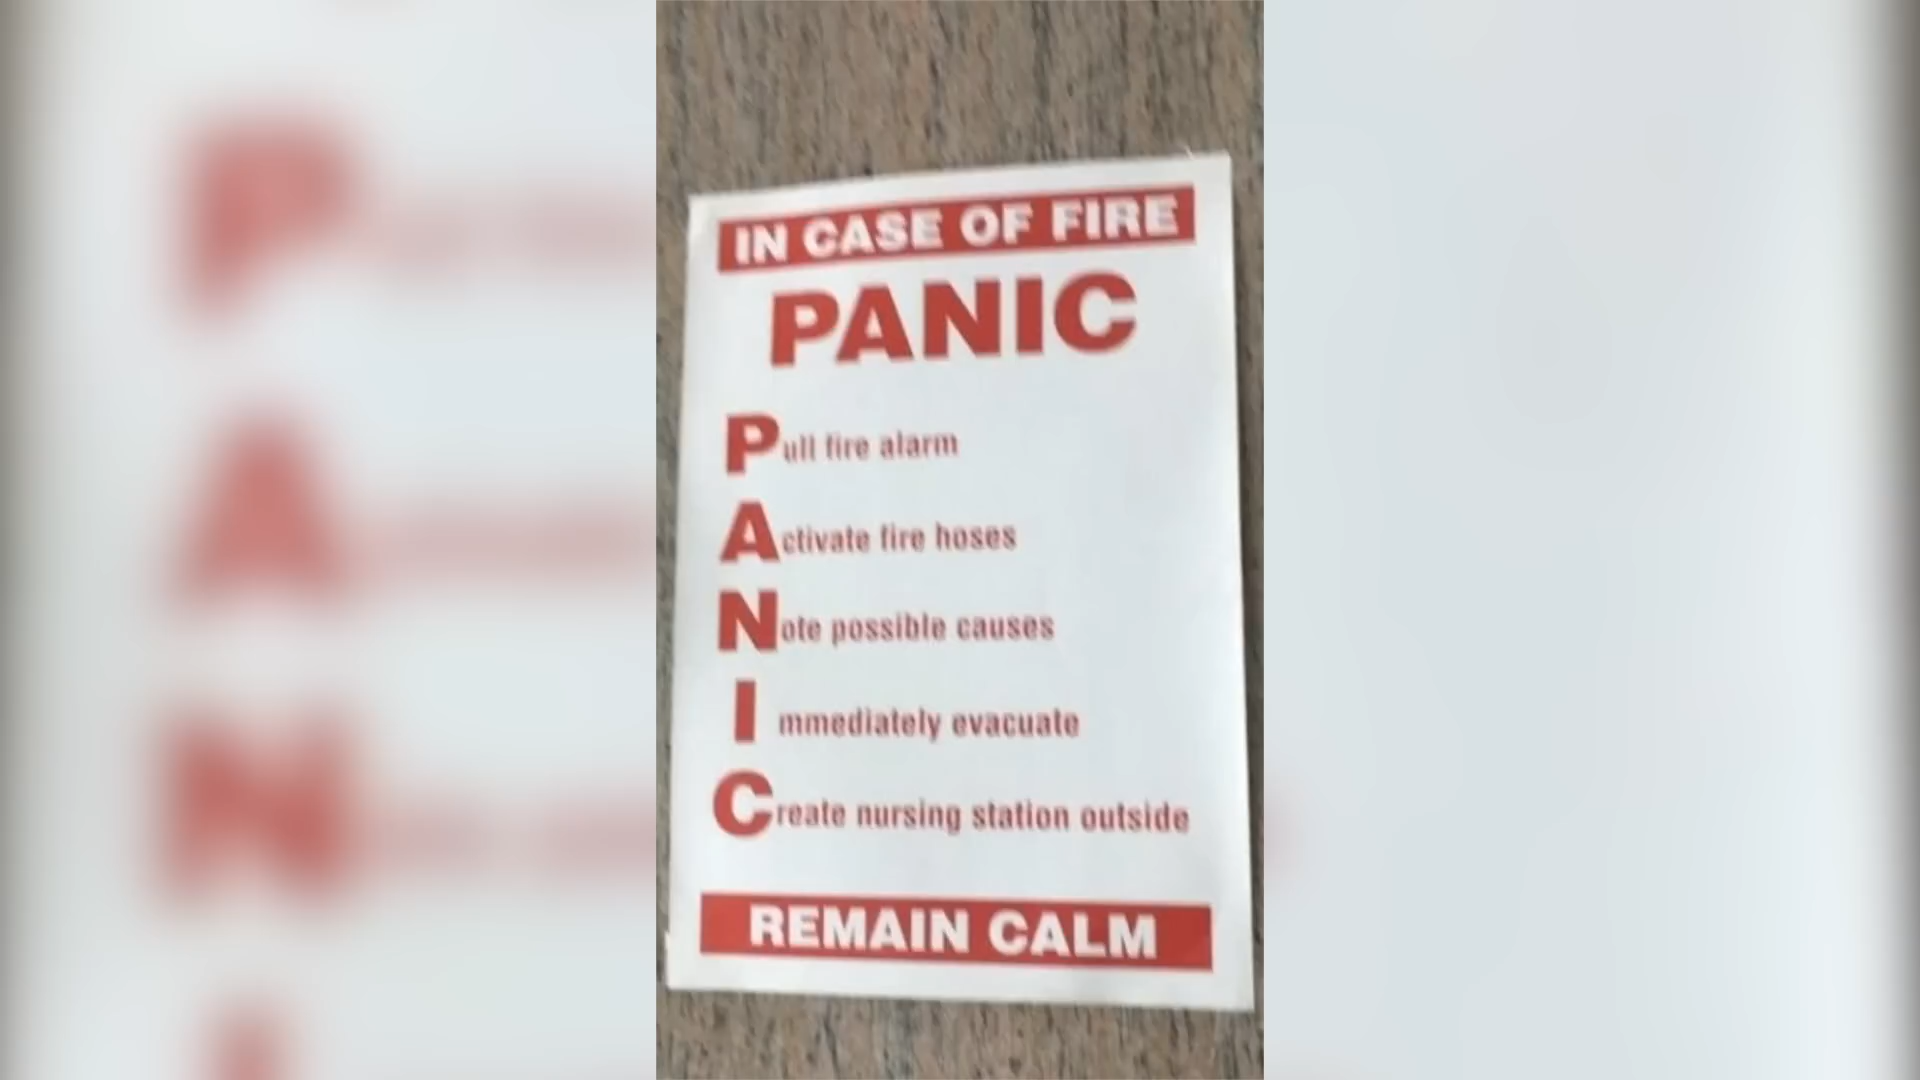 IN CASE OF FIRE
PANIC
Pull fire alarm
Activate fire hoses
Note possible causes
Immediately evacuate
Create nursing station outside
REMAIN CALM